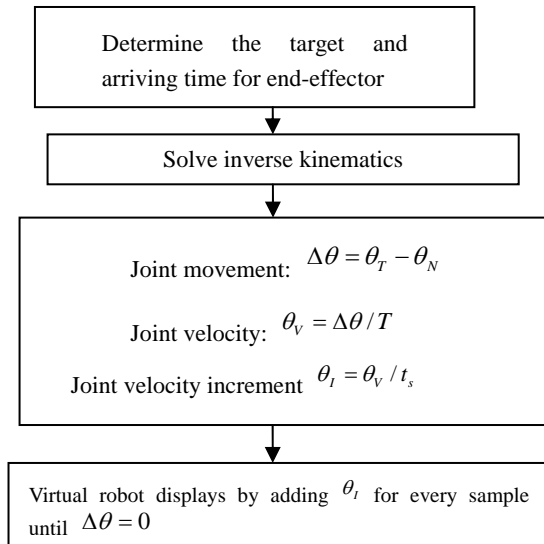 Determine the target and
arriving time for end-effector
Solve inverse kinematics
Joint movement: Δθ = θ_T − θ_N
Joint velocity: θ_V = Δθ / T
Joint velocity increment θ_I = θ_V / t_s
Virtual robot displays by adding θ_I for every sample
until Δθ = 0